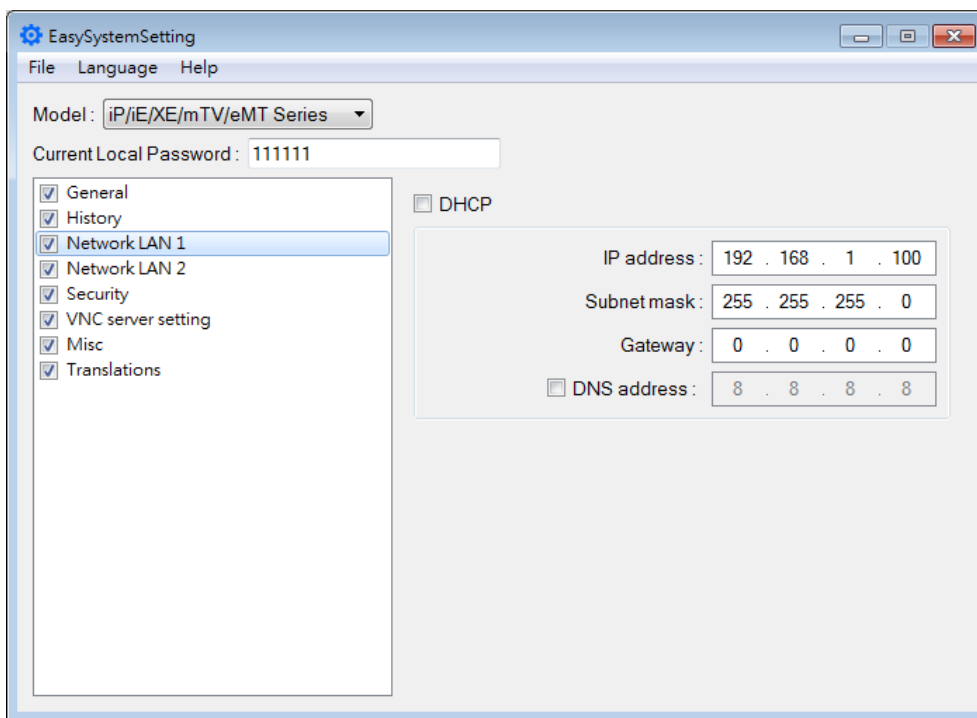 EasySystemSetting
File Language Help
Model : iP/iE/XE/mTV/eMT Series
Current Local Password : 111111
General
History
Network LAN 1
Network LAN 2
Security
VNC server setting
Misc
Translations
DHCP
IP address : 192 . 168 . 1 . 100
Subnet mask : 255 . 255 . 255 . 0
Gateway : 0 . 0 . 0 . 0
DNS address : 8 . 8 . 8 . 8